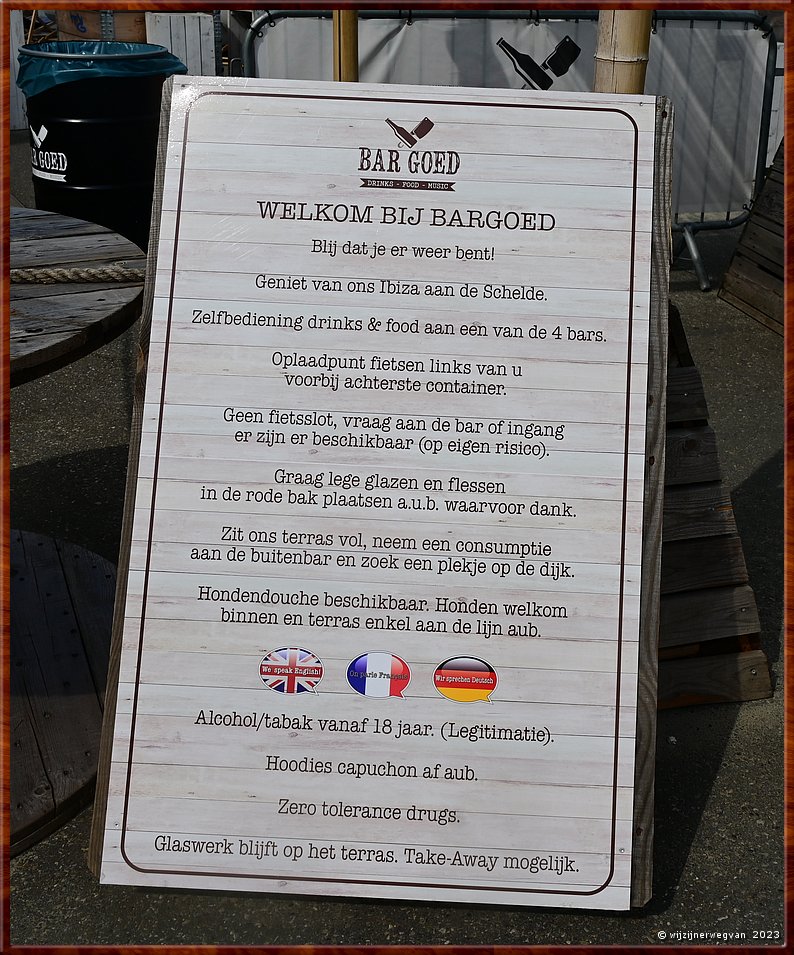 BAR GOED
BAR GOED
DRINKS - FOOD - MUSIC
WELKOM BIJ BARGOED
Blij dat je er weer bent!
Geniet van ons Ibiza aan de Schelde.
Zelfbediening drinks & food aan een van de 4 bars.
Oplaadpunt fietsen links van u
voorbij achterste container.
Geen fietsslot, vraag aan de bar of ingang
er zijn er beschikbaar (op eigen risico).
Graag lege glazen en flessen
in de rode bak plaatsen a.u.b. waarvoor dank.
Zit ons terras vol, neem een consumptie
aan de buitenbar en zoek een plekje op de dijk.
Hondendouche beschikbaar. Honden welkom
binnen en terras enkel aan de lijn aub.
We speak English!
On parle Français
Wir sprechen Deutsch
Alcohol/tabak vanaf 18 jaar. (Legitimatie).
Hoodies capuchon af aub.
Zero tolerance drugs.
Glaswerk blijft op het terras. Take-Away mogelijk.
© wijzijnerwegvan 2023